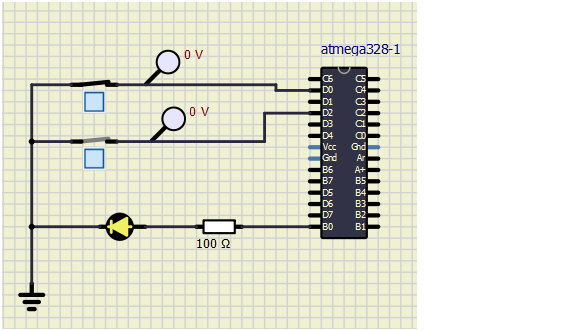 atmega328-1
0 V
0 V
100 Ω
C6 C5
D0 C4
D1 C3
D2 C2
D3 C1
D4 C0
Vcc Gnd
Gnd Ar
B6 A+
B7 B5
D5 B4
D6 B3
D7 B2
B0 B1